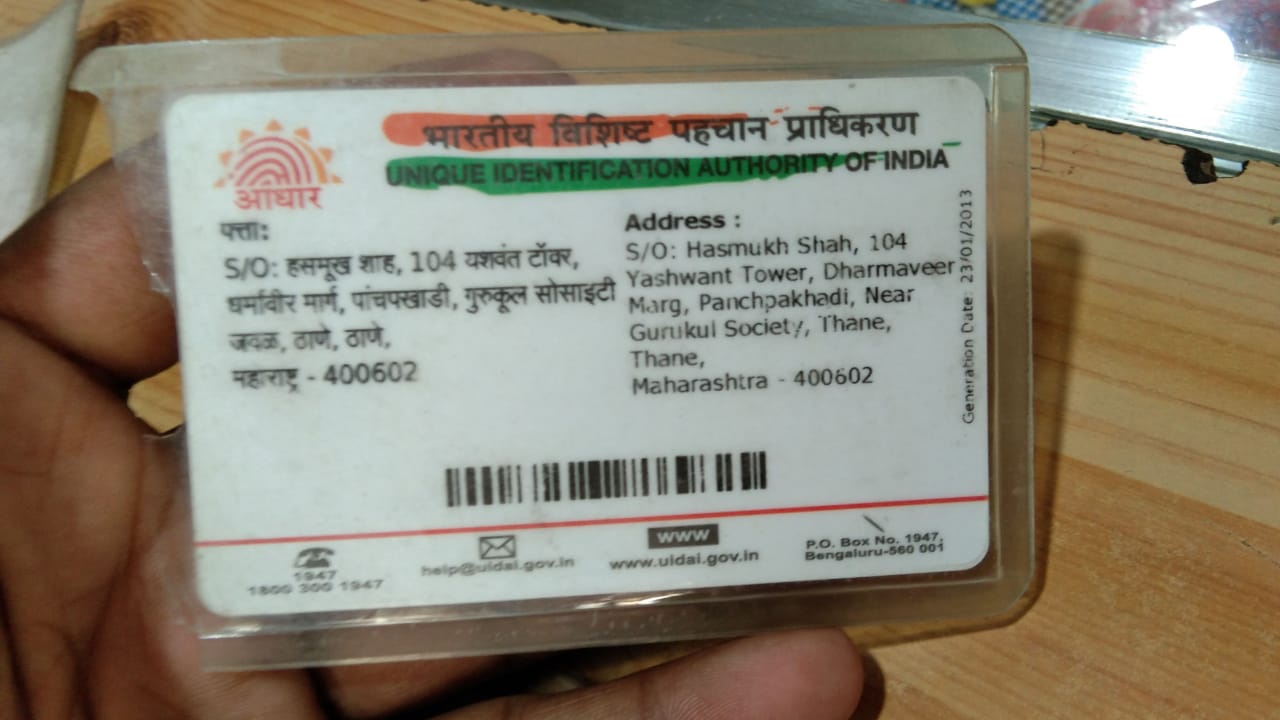 भारतीय विशिष्ट पहचान प्राधिकरण
UNIQUE IDENTIFICATION AUTHORITY OF INDIA
आधार
पत्ता:
S/O: हसमूख शाह, 104 यशवंत टॉवर,
धर्मावीर मार्ग, पांचपखाडी, गुरुकूल सोसाइटी
जवळ, ठाणे, ठाणे,
महाराष्ट्र - 400602
Address :
S/O: Hasmukh Shah, 104
Yashwant Tower, Dharmaveer
Marg, Panchpakhadi, Near
Gurukul Society, Thane,
Thane,
Maharashtra - 400602
Generation Date: 23/01/2013
1947
1800 300 1947
help@uidai.gov.in
www
www.uidai.gov.in
P.O. Box No. 1947,
Bengaluru-560 001